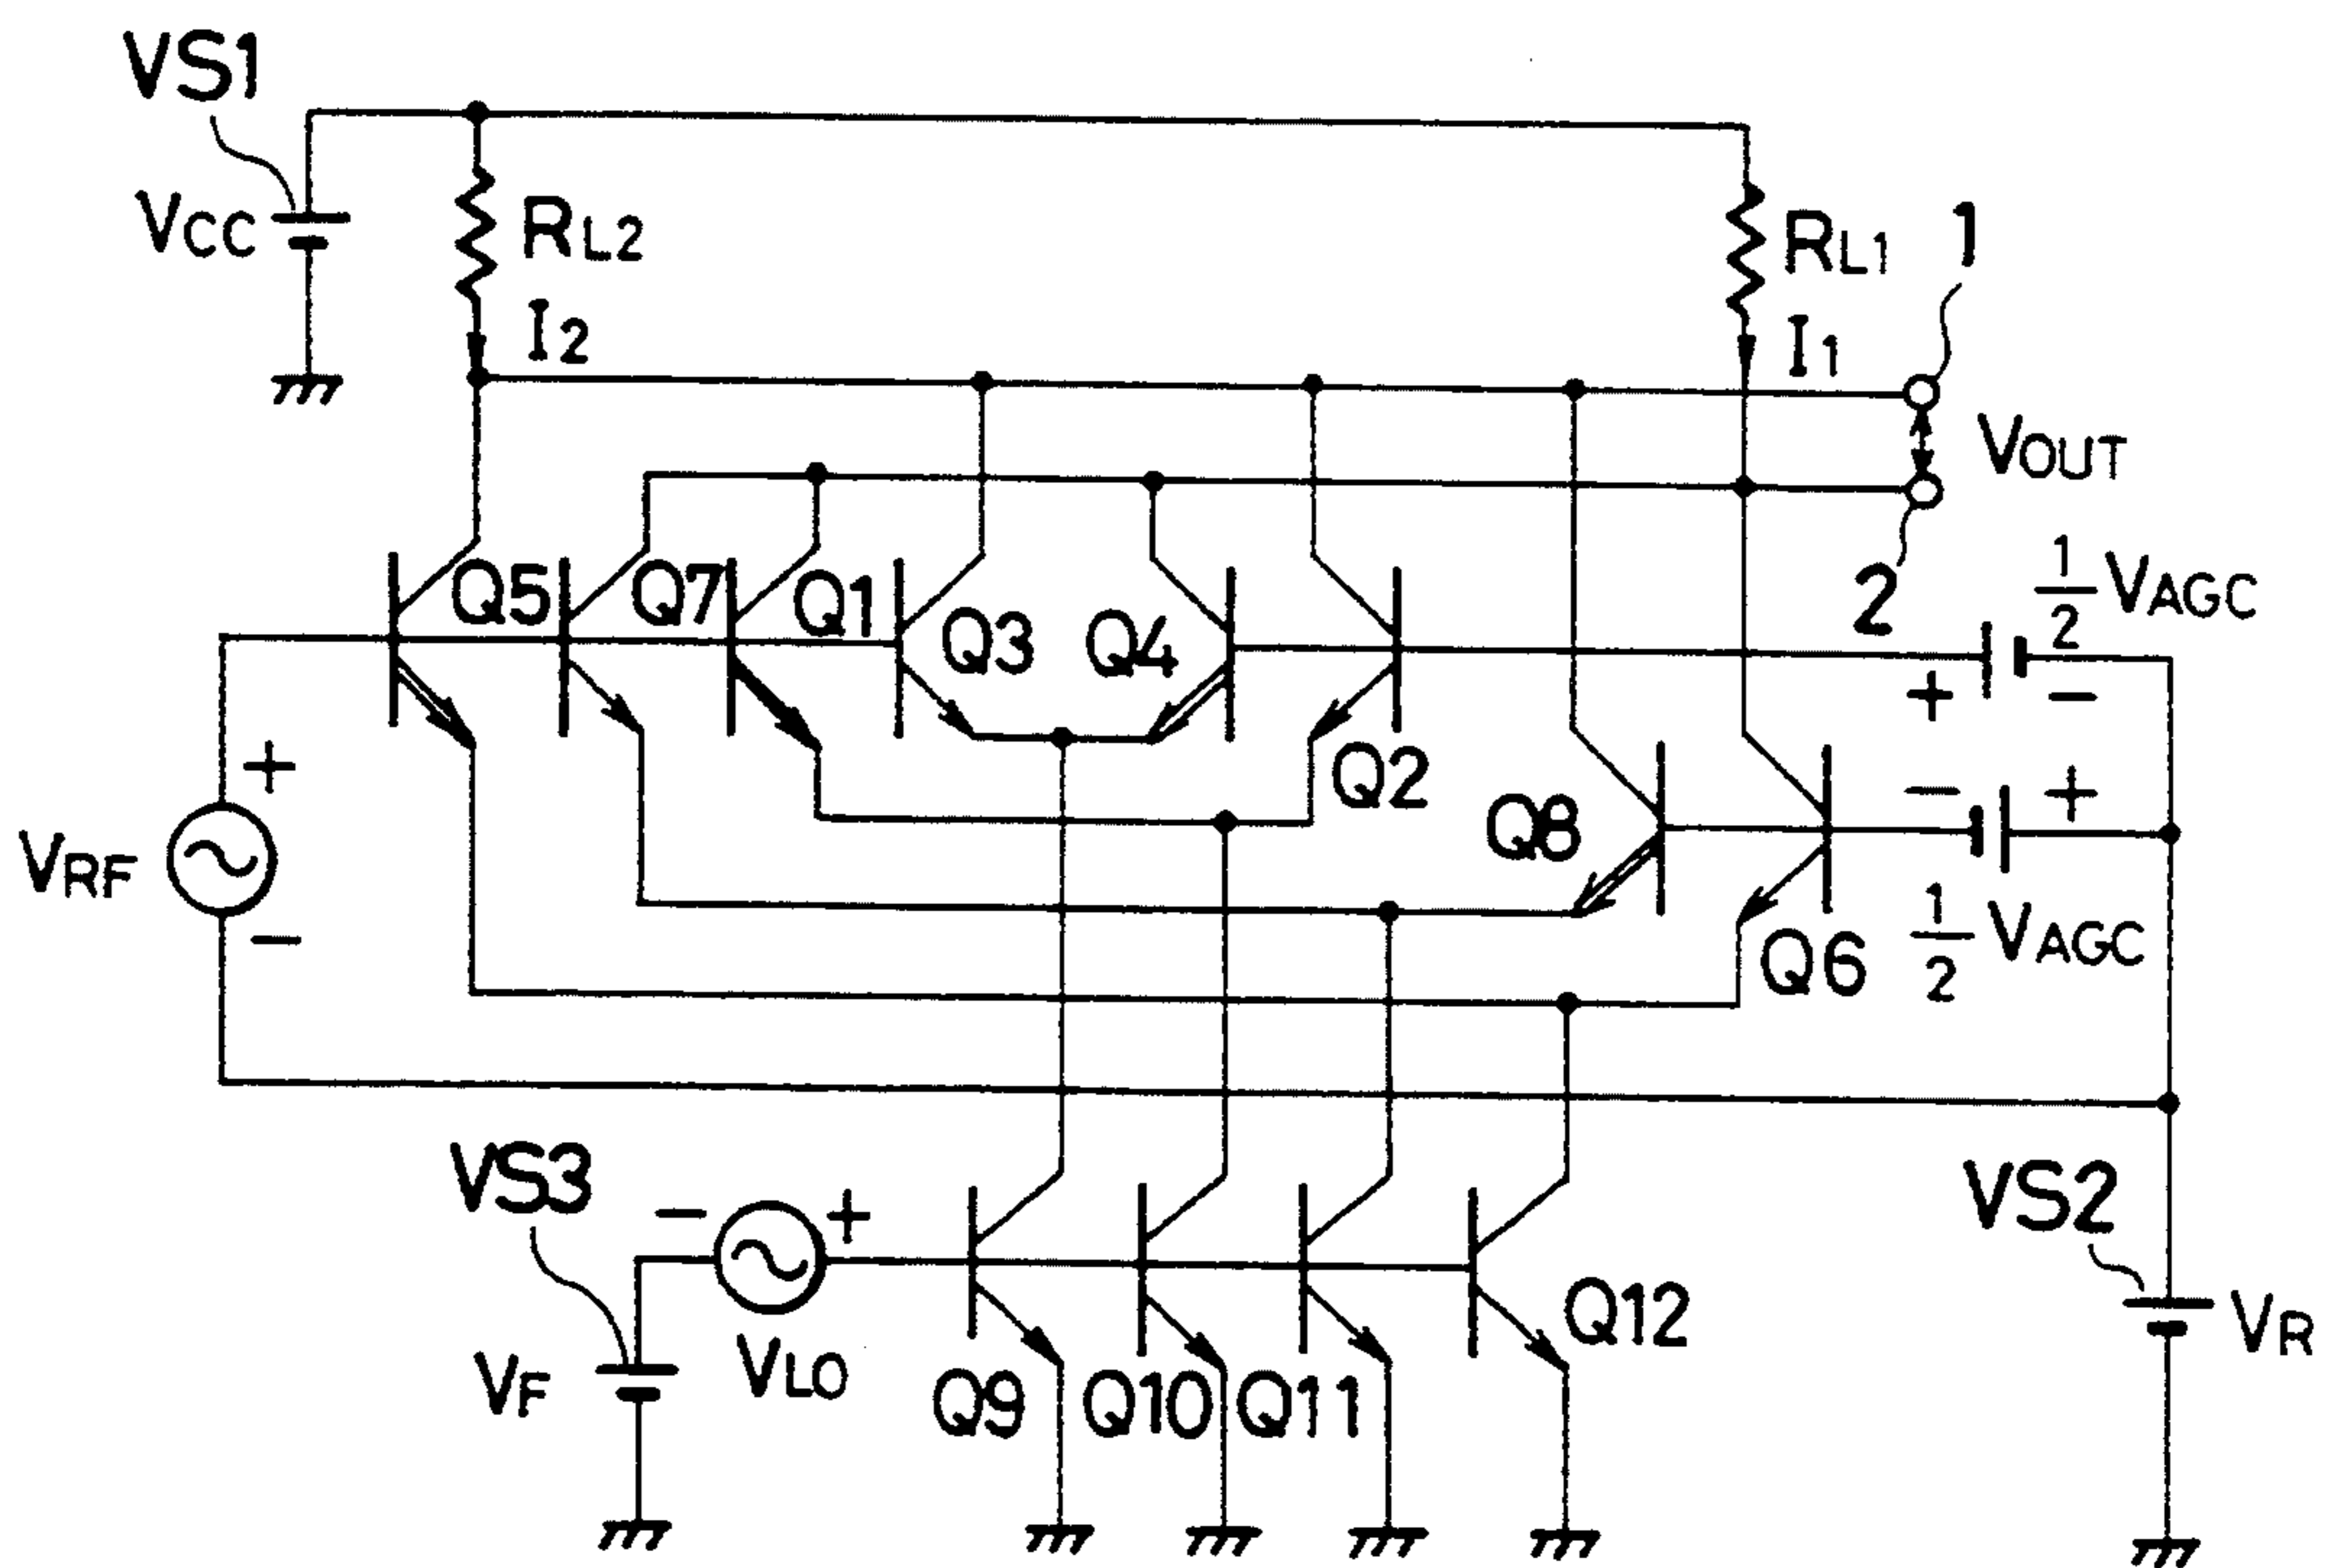 VS1
VCC
RL2
I2
RL1
I1
1
VOUT
2
Q5
Q7
Q1
Q3
Q4
Q2
1/2 VAGC
+
−
Q8
Q6
−
+
1/2 VAGC
+
VRF
−
VS3
−
+
VF
VLO
Q9
Q10
Q11
Q12
VS2
VR